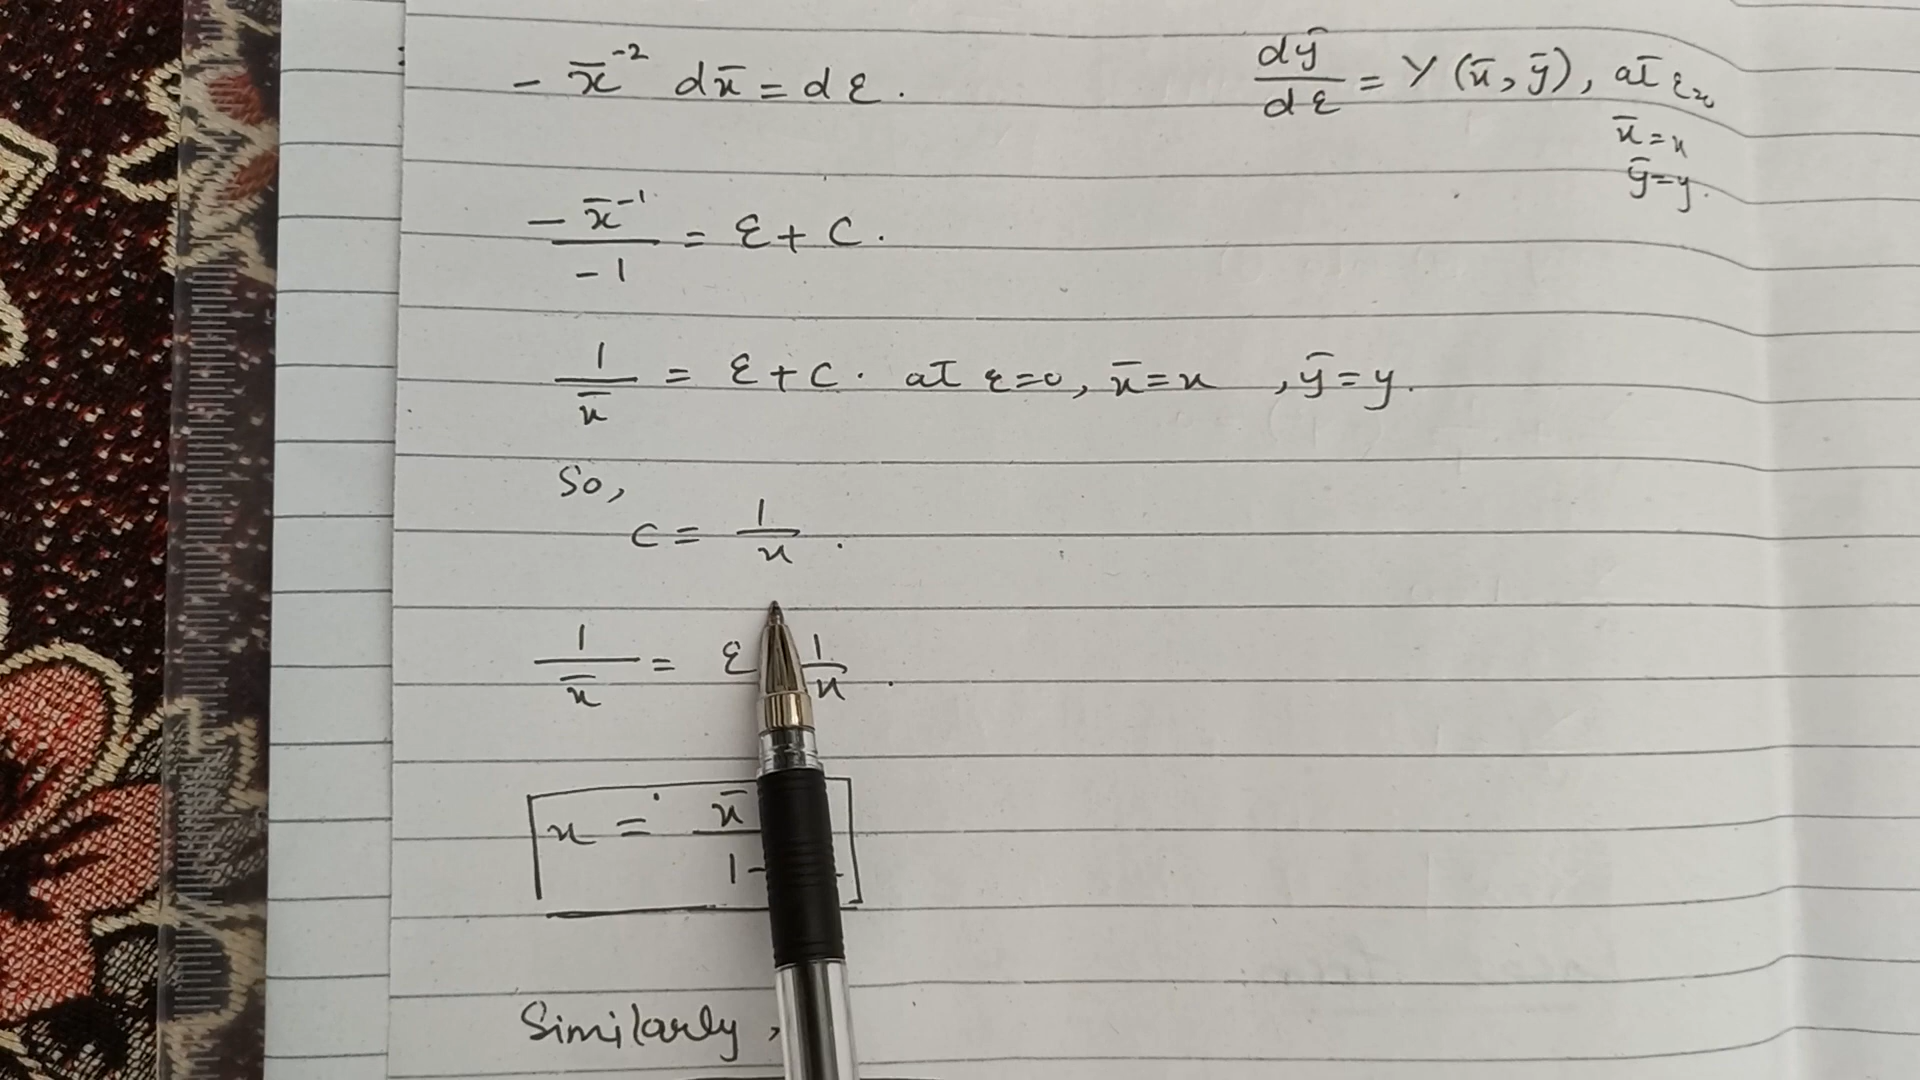 - x̄⁻² dx̄ = dε.
dȳ/dε = Y (x̄, ȳ), at ε=0
x̄ = x
ȳ = y.
- x̄⁻¹/-1 = ε + C.
1/x̄ = ε + C. at ε=0, x̄=x , ȳ=y.
So,
C = 1/x .
1/x̄ = ε 1/x .
x = x̄/1-
Similarly,